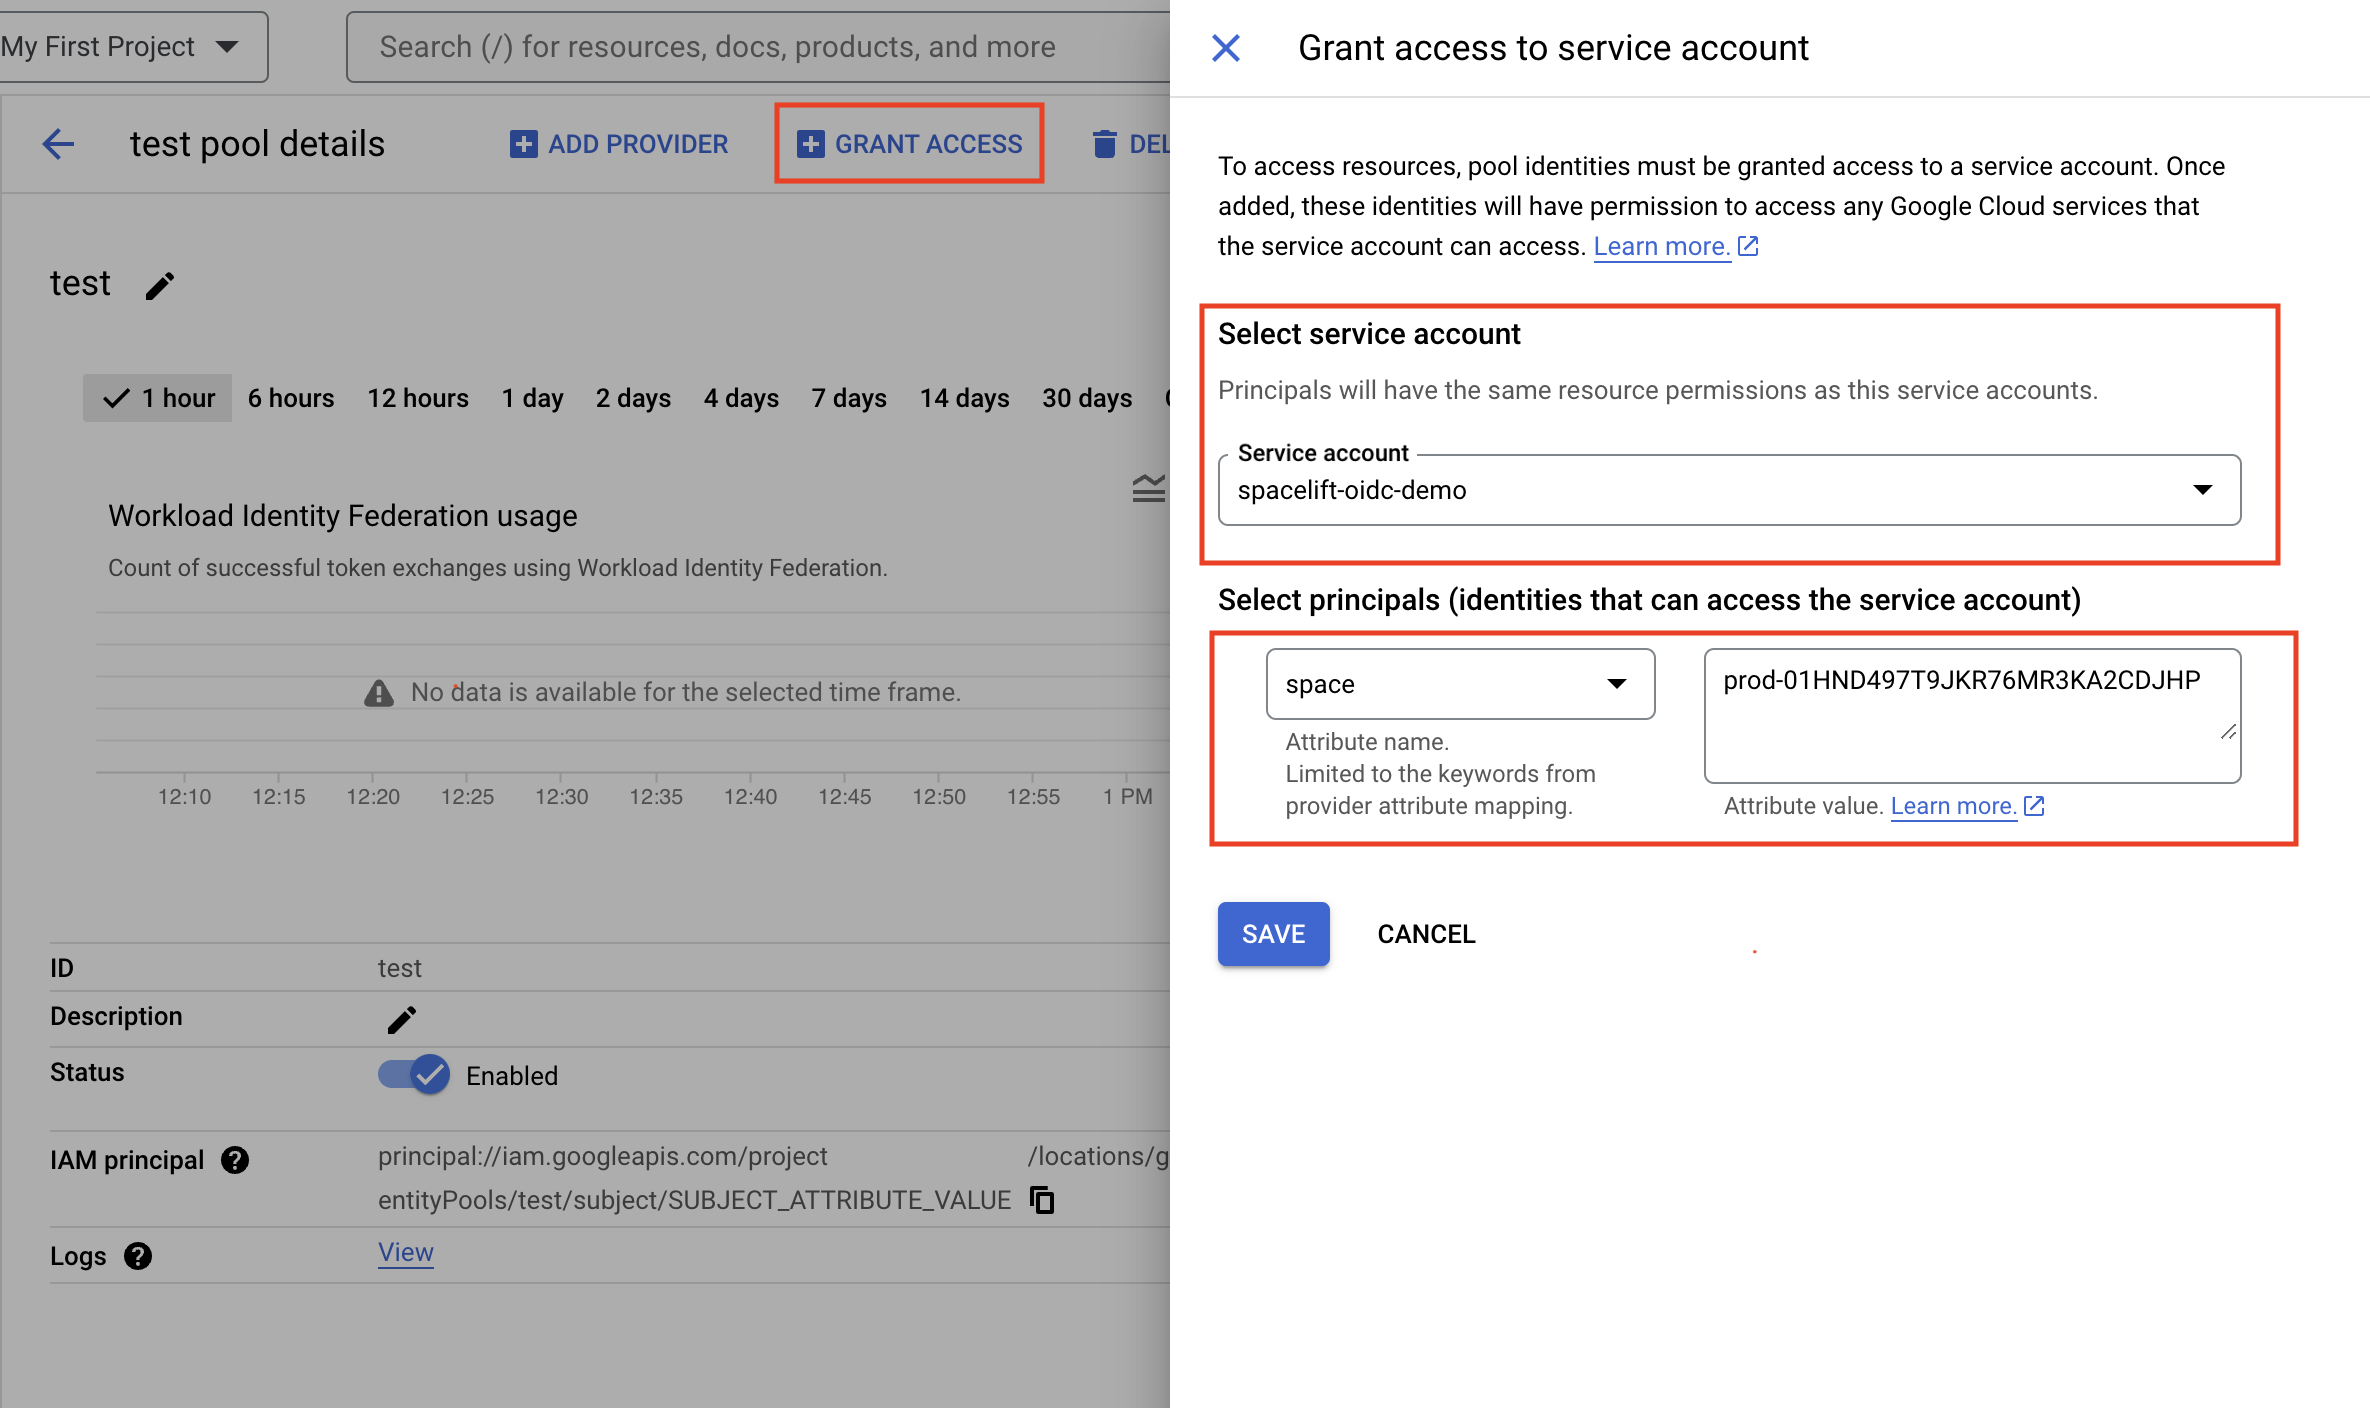 My First Project
Search (/) for resources, docs, products, and more
test pool details
ADD PROVIDER
GRANT ACCESS
DEL
test
1 hour 6 hours 12 hours 1 day 2 days 4 days 7 days 14 days 30 days
Workload Identity Federation usage
Count of successful token exchanges using Workload Identity Federation.
No data is available for the selected time frame.
12:10 12:15 12:20 12:25 12:30 12:35 12:40 12:45 12:50 12:55 1 PM
ID test
Description
Status Enabled
IAM principal principal://iam.googleapis.com/project /locations/g
entityPools/test/subject/SUBJECT_ATTRIBUTE_VALUE
Logs View
Grant access to service account
To access resources, pool identities must be granted access to a service account. Once
added, these identities will have permission to access any Google Cloud services that
the service account can access. Learn more.
Select service account
Principals will have the same resource permissions as this service accounts.
Service account
spacelift-oidc-demo
Select principals (identities that can access the service account)
space
Attribute name.
Limited to the keywords from
provider attribute mapping.
prod-01HND497T9JKR76MR3KA2CDJHP
Attribute value. Learn more.
SAVE CANCEL